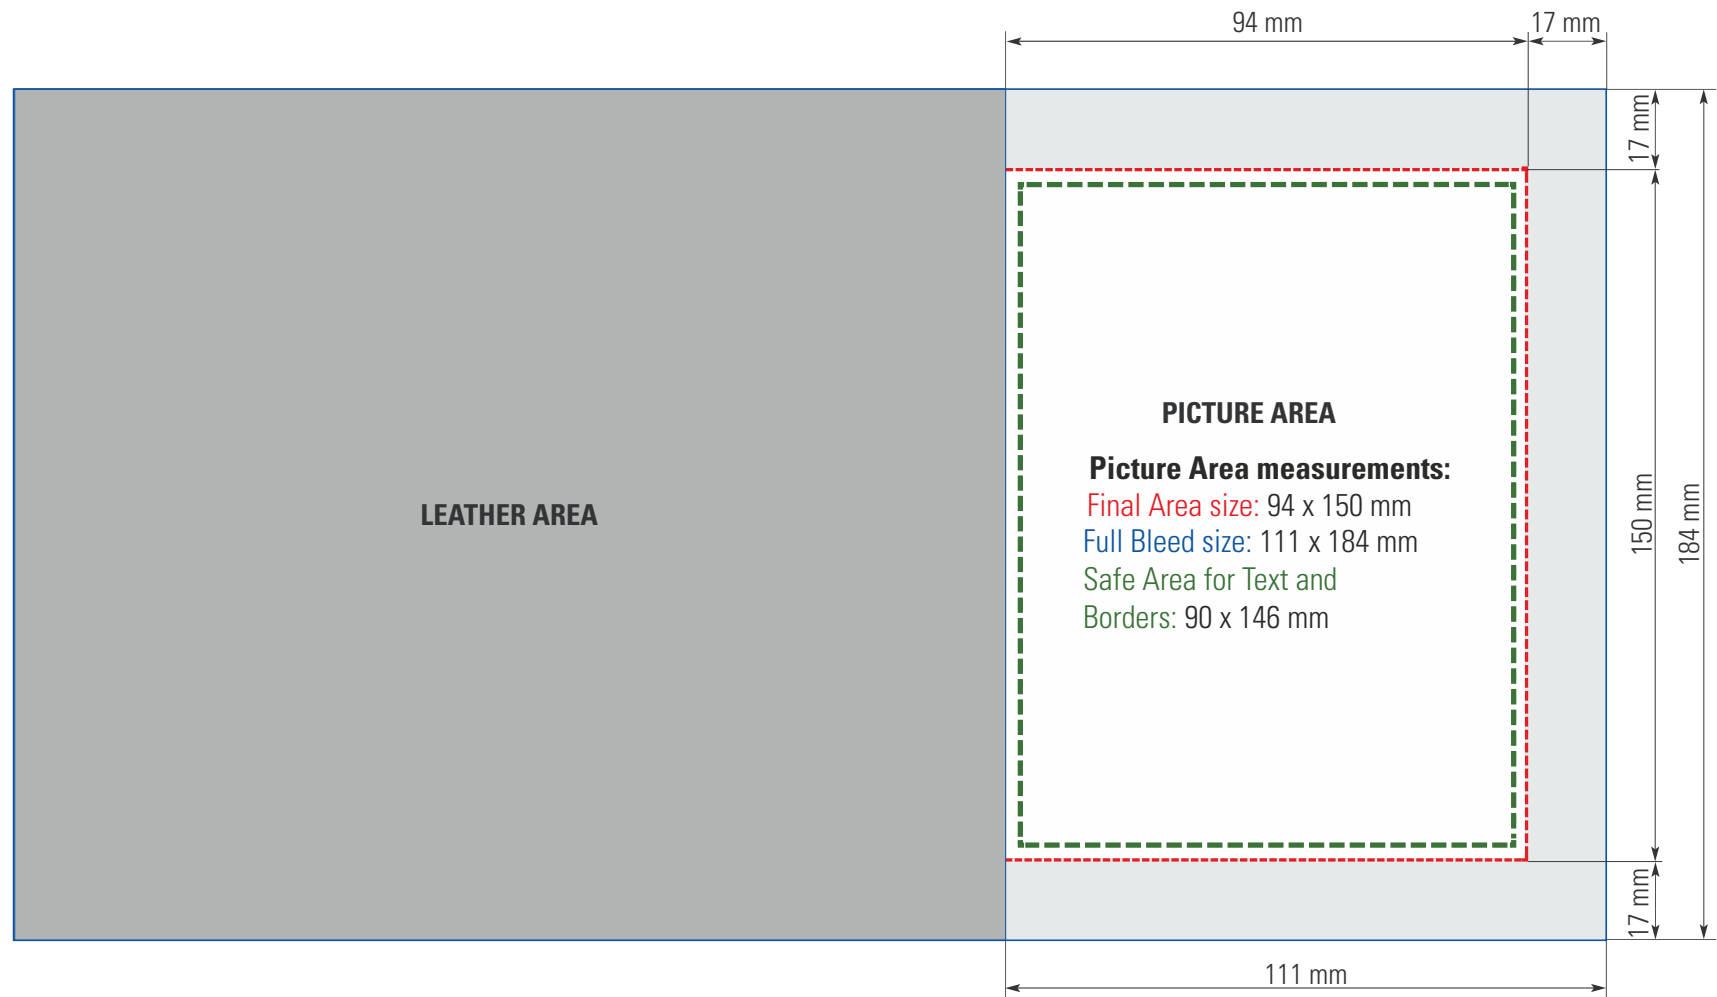 94 mm
17 mm
17 mm
LEATHER AREA
PICTURE AREA
Picture Area measurements:
Final Area size: 94 x 150 mm
Full Bleed size: 111 x 184 mm
Safe Area for Text and
Borders: 90 x 146 mm
150 mm
184 mm
17 mm
111 mm